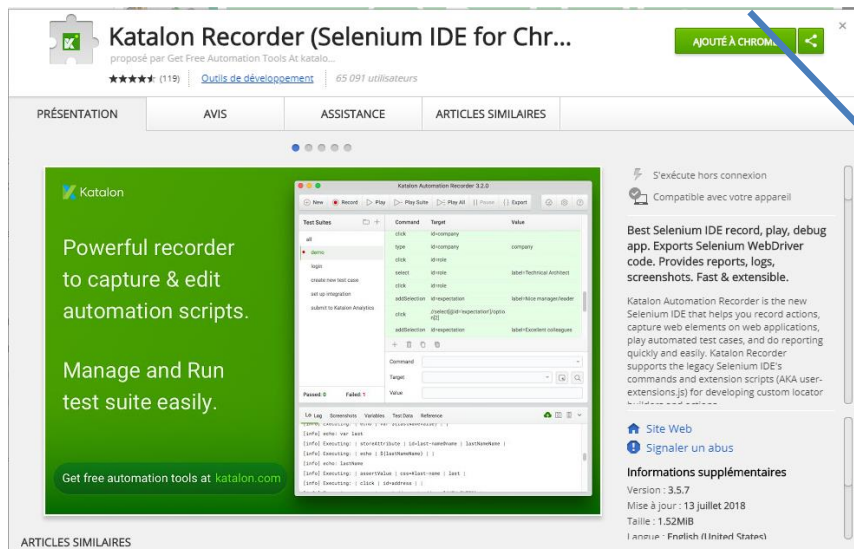 Katalon Recorder (Selenium IDE for Chr...
proposé par Get Free Automation Tools At katalo...
(119) Outils de développement 65 091 utilisateurs
AJOUTÉ À CHROME
PRÉSENTATION AVIS ASSISTANCE ARTICLES SIMILAIRES
Katalon
Powerful recorder
to capture & edit
automation scripts.
Manage and Run
test suite easily.
Get free automation tools at katalon.com
Katalon Automation Recorder 3.2.0
New Record Play Play Suite Play All Pause Export
Test Suites
all
demo
login
create new test case
set up integration
submit to Katalon Analytics
Passed: 0 Failed: 1
Command Target Value
click id=company
type id=company company
click id=role
select id=role label=Technical Architect
click id=role
addSelection id=expectation label=Nice manager/leader
click //select[@id='expectation']/optio
n[3]
addSelection id=expectation label=Excellent colleagues
Command
Target
Value
Log Screenshots Variables Test Data Reference
[info] echo: var last
[info] Executing: | storeAttribute | id=last-name@name | lastNameName |
[info] Executing: | echo | ${lastNameName} | |
[info] echo: lastName
[info] Executing: | assertValue | css=#last-name | last |
[info] Executing: | click | id=address | |
S'exécute hors connexion
Compatible avec votre appareil
Best Selenium IDE record, play, debug
app. Exports Selenium WebDriver
code. Provides reports, logs,
screenshots. Fast & extensible.
Katalon Automation Recorder is the new
Selenium IDE that helps you record actions,
capture web elements on web applications,
play automated test cases, and do reporting
quickly and easily. Katalon Recorder
supports the legacy Selenium IDE's
commands and extension scripts (AKA user-
extensions.js) for developing custom locator
builders and actions
Site Web
Signaler un abus
Informations supplémentaires
Version : 3.5.7
Mise à jour : 13 juillet 2018
Taille : 1.52MiB
Langue : English (United States)
ARTICLES SIMILAIRES